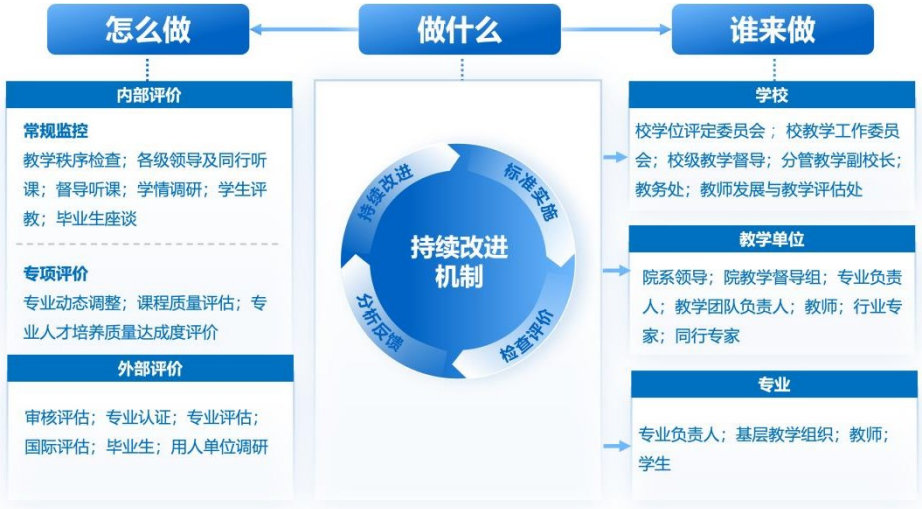 怎么做
做什么
谁来做
内部评价
常规监控
教学秩序检查；各级领导及同行听
课；督导听课；学情调研；学生评
教；毕业生座谈
专项评价
专业动态调整；课程质量评估；专
业人才培养质量达成度评价
外部评价
审核评估；专业认证；专业评估；
国际评估；毕业生；用人单位调研
持续改进
标准实施
检查评价
分析反馈
持续改进
机制
学校
校学位评定委员会 ；校教学工作委员
会；校级教学督导；分管教学副校长；
教务处；教师发展与教学评估处
教学单位
院系领导；院教学督导组；专业负责
人；教学团队负责人；教师；行业专
家；同行专家
专业
专业负责人；基层教学组织；教师；
学生